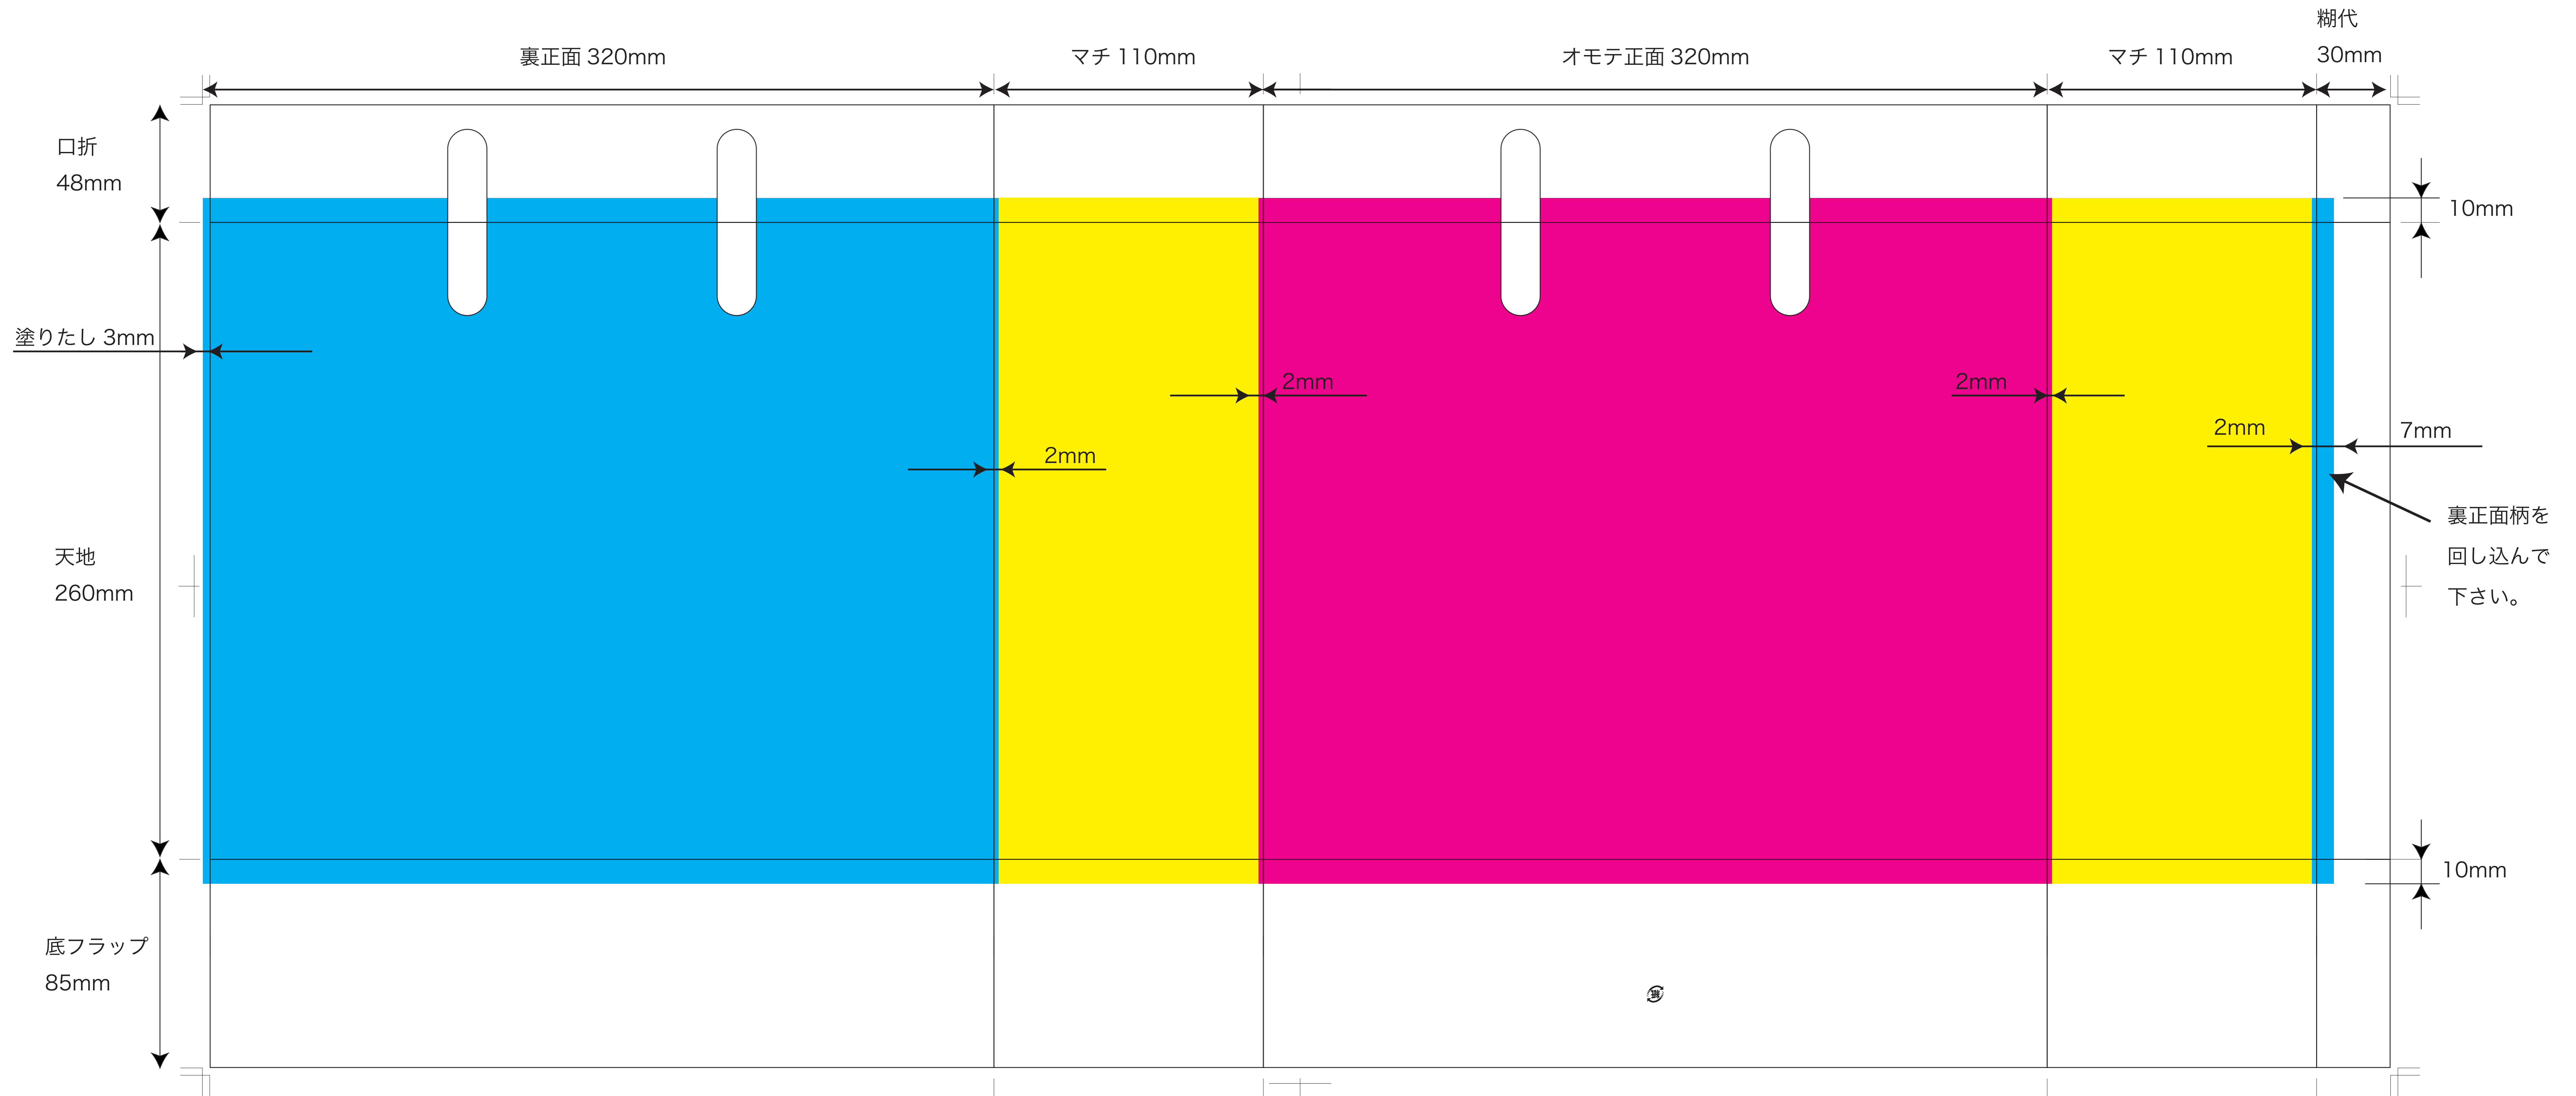 糊代
30mm
裏正面 320mm
マチ 110mm
オモテ正面 320mm
マチ 110mm
口折
48mm
10mm
塗りたし 3mm
2mm
2mm
2mm
7mm
2mm
裏正面柄を
回し込んで
下さい。
天地
260mm
10mm
底フラップ
85mm
紙